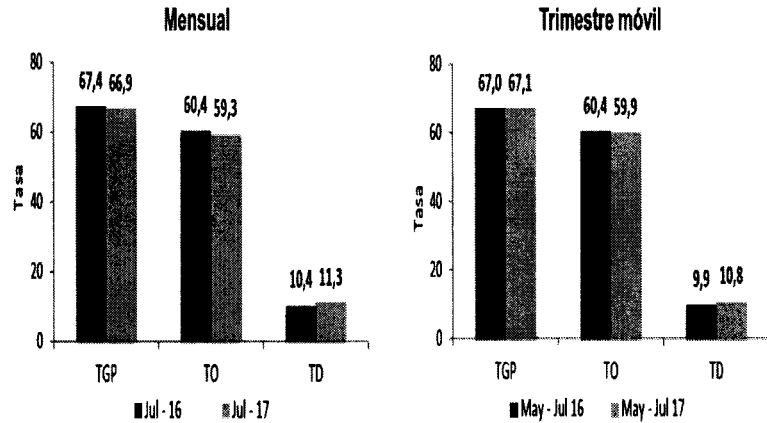 Mensual
80
67,4 66,9
60,4 59,3
60
Tasa
40
20
10,4 11,3
0
TGP TO TD
Jul - 16 Jul - 17
Trimestre móvil
80
67,0 67,1
60,4 59,9
60
Tasa
40
20
9,9 10,8
0
TGP TO TD
May - Jul 16 May - Jul 17